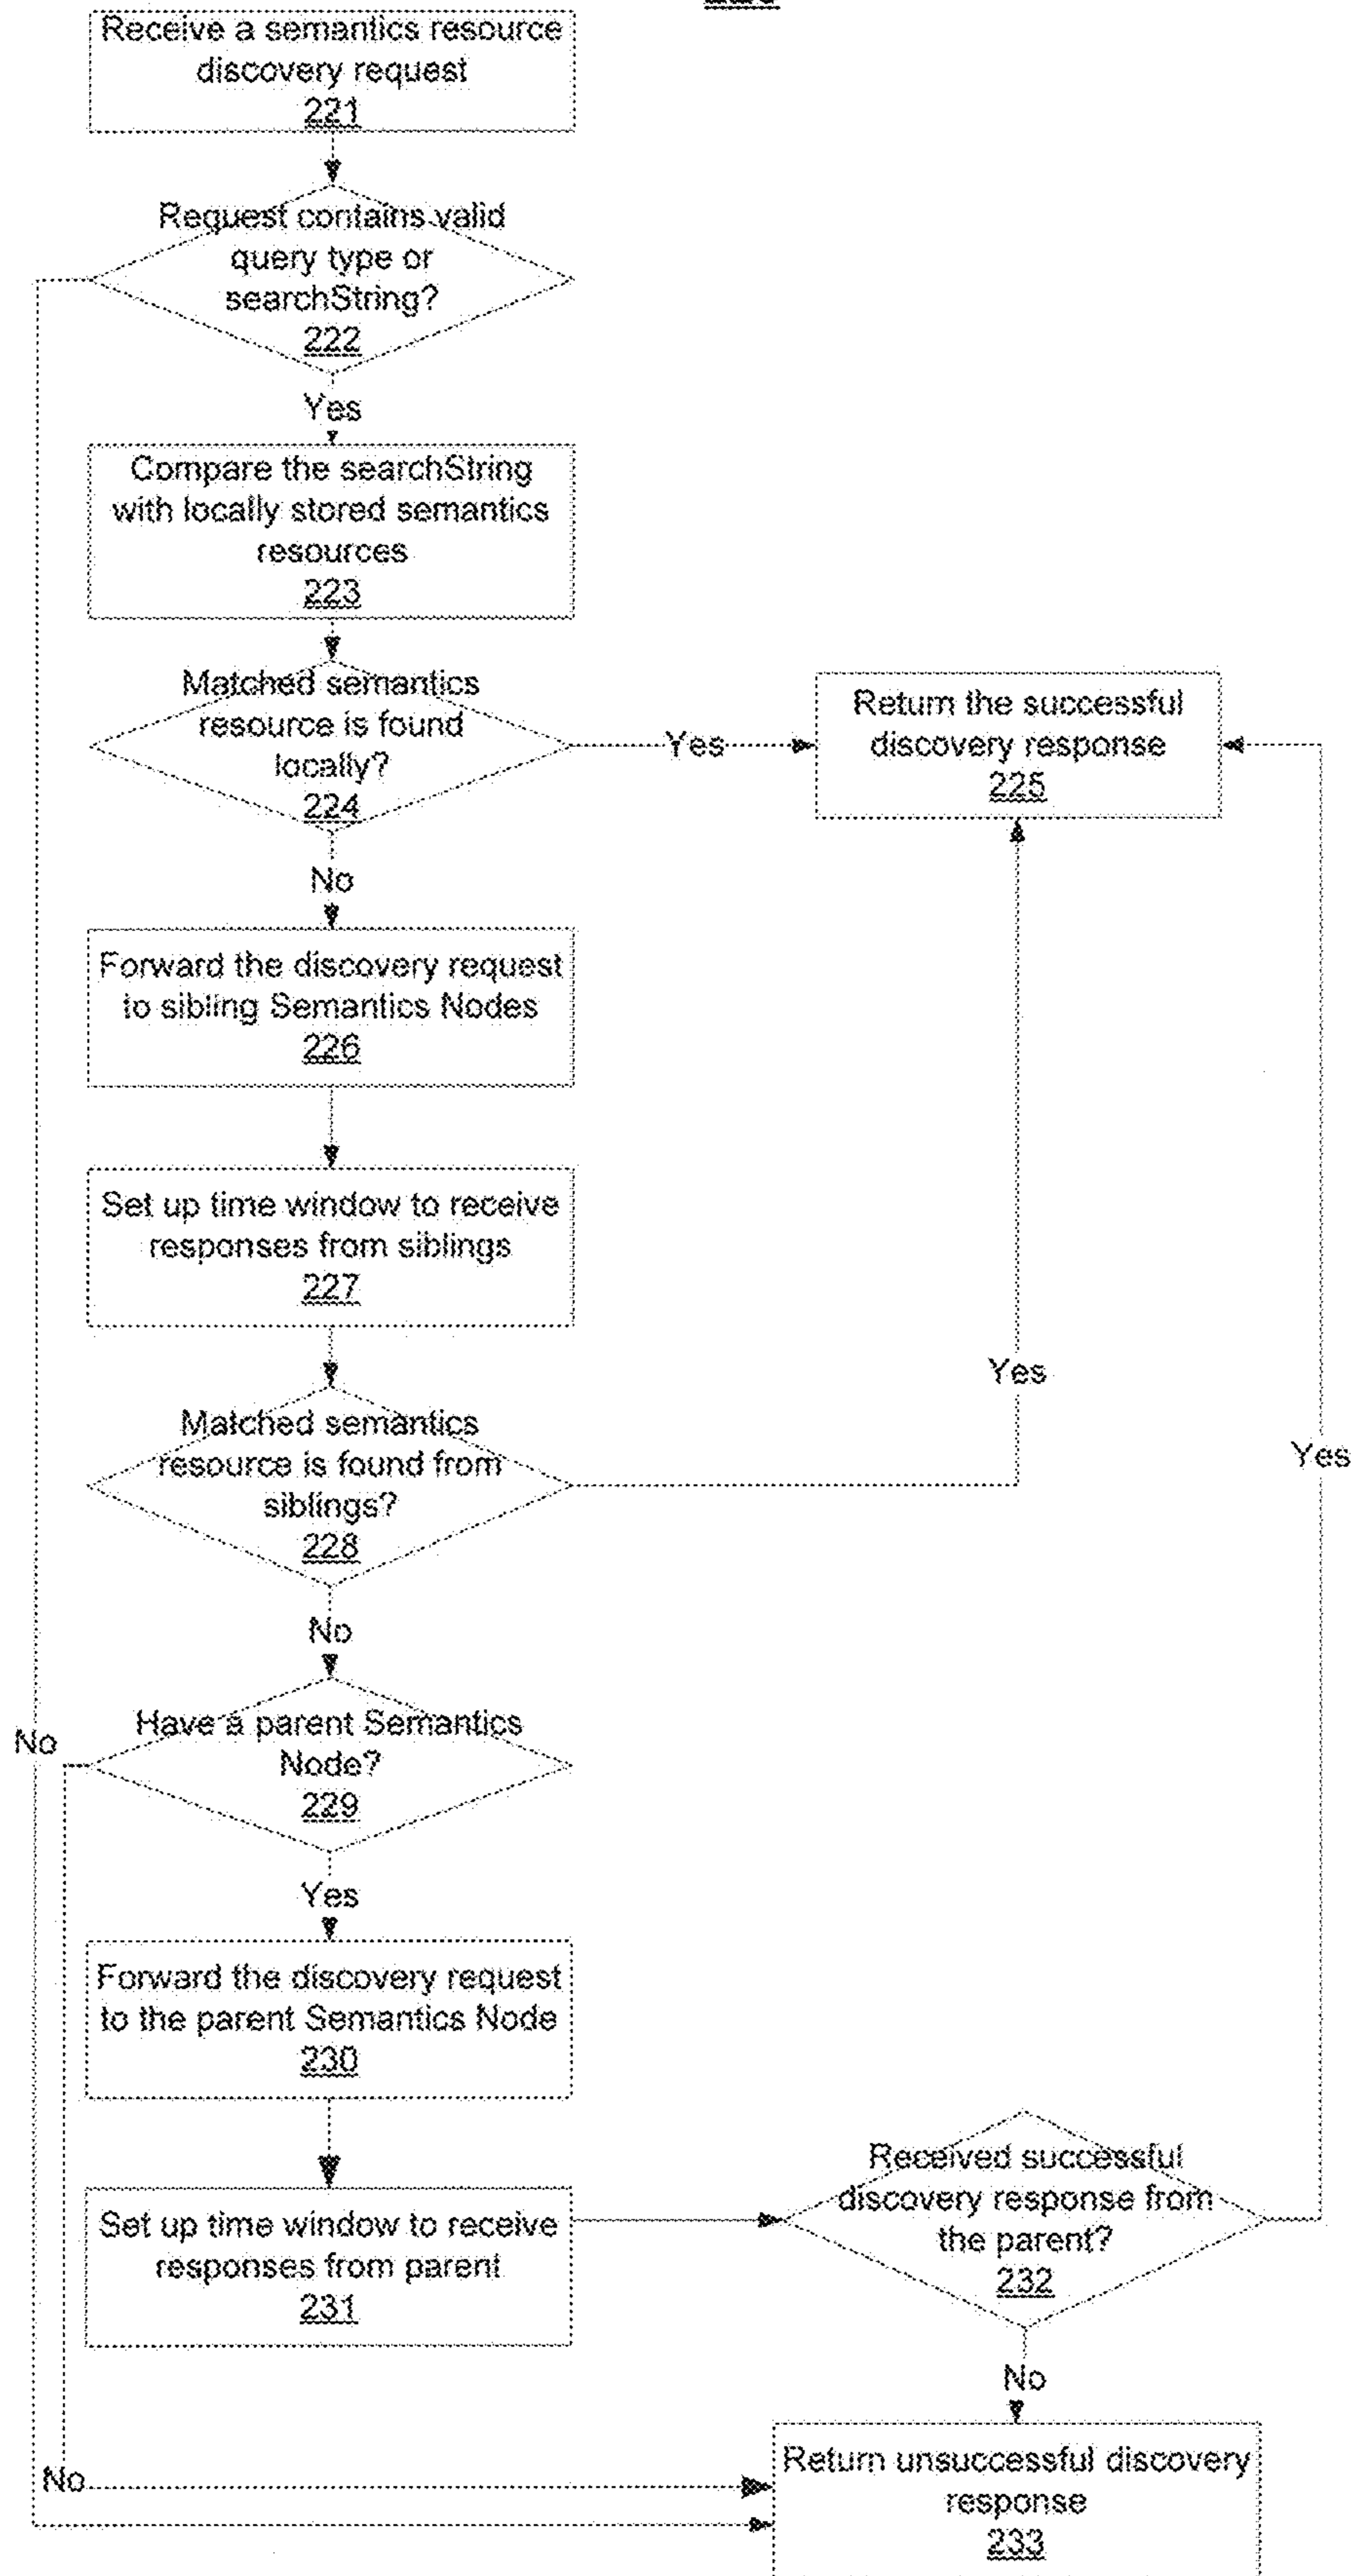 Receive a semantics resource
discovery request
221
Request contains valid
query type or
searchString?
222
Yes
Compare the searchString
with locally stored semantics
resources
223
Matched semantics
resource is found
locally?
224
Yes
Return the successful
discovery response
225
No
Forward the discovery request
to sibling Semantics Nodes
226
Set up time window to receive
responses from siblings
227
Yes
Matched semantics
resource is found from
siblings?
228
Yes
No
Have a parent Semantics
Node?
229
No
Yes
Forward the discovery request
to the parent Semantics Node
230
Set up time window to receive
responses from parent
231
Received successful
discovery response from
the parent?
232
No
No
Return unsuccessful discovery
response
233